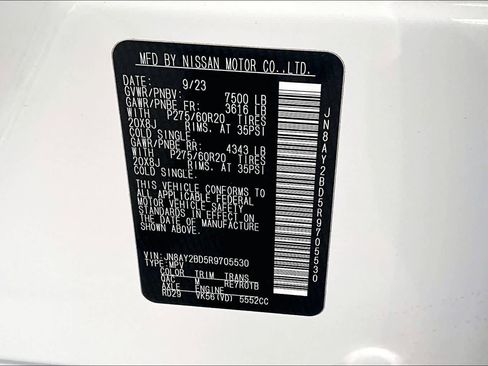 MFD BY NISSAN MOTOR CO.,LTD.
DATE: 9/23
GVWR/PNBV: 7500 LB
GAWR/PNBE FR: 3616 LB
WITH P275/60R20 TIRES
20X8J RIMS. AT 35PSI
COLD SINGLE.
GAWR/PNBE RR: 4343 LB
WITH P275/60R20 TIRES
20X8J RIMS. AT 35PSI
COLD SINGLE.
THIS VEHICLE CONFORMS TO
ALL APPLICABLE FEDERAL
MOTOR VEHICLE SAFETY
STANDARDS IN EFFECT ON
THE DATE OF MANUFACTURE
SHOWN ABOVE.
VIN: JN8AY2BD5R9705530
TYPE: MPV
COLOR TRIM TRANS
QAC M RE7R01B
AXLE ENGINE
RD29 VK56(VD) 5552CC
JN8AY2BD5R9705530